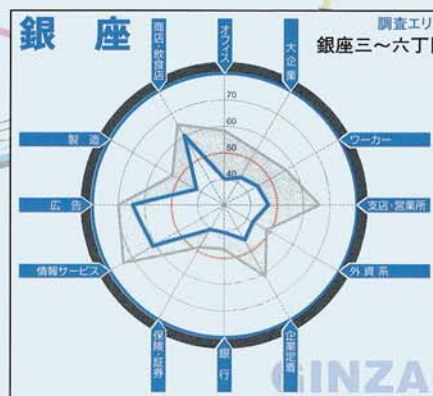 銀座
調査エリ
銀座三～六丁目
オフィス
大企業
ワーカー
支店・営業所
外資系
企業定着
銀行
保険・証券
情報サービス
広告
製造
商店・飲食店
70
60
50
40
GINZA